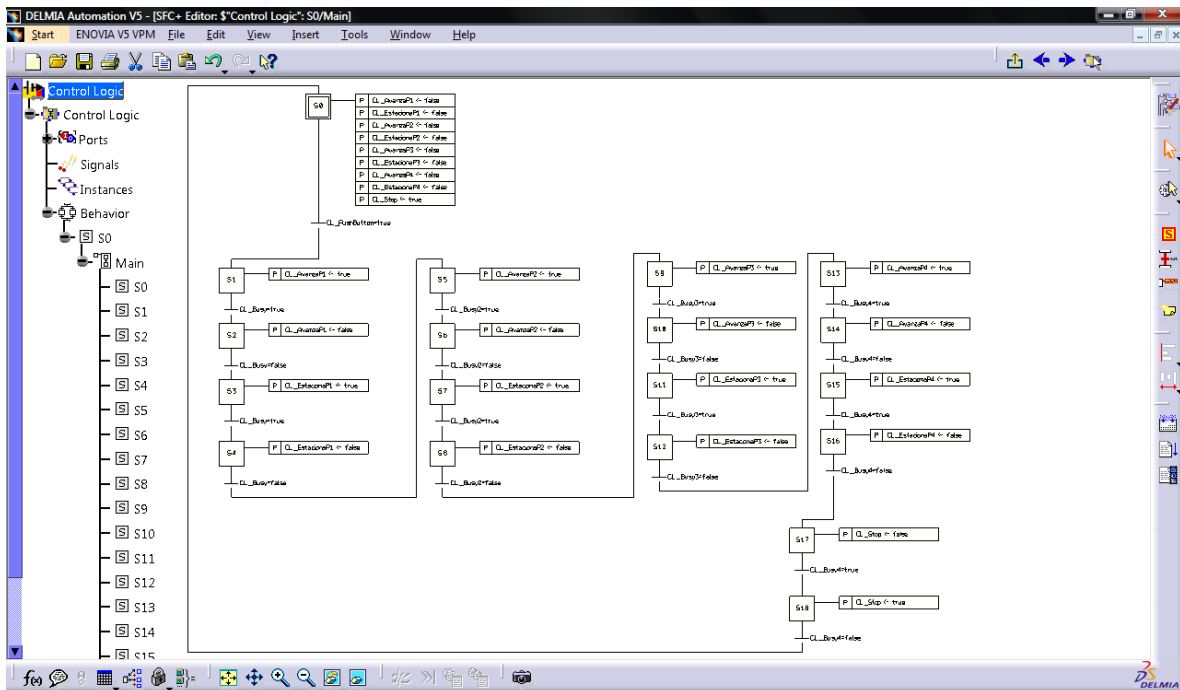 DELMIA Automation V5 - [SFC+ Editor: $"Control Logic": S0/Main]
Start ENOVIA V5 VPM File Edit View Insert Tools Window Help
Control Logic
Control Logic
Ports
Signals
Instances
Behavior
S0
Main
S0
S1
S2
S3
S4
S5
S6
S7
S8
S9
S10
S11
S12
S13
S14
S15
S0
P CL_AvanzaP1 <- false
P CL_EstacionaP1 <- false
P CL_AvanzaP2 <- false
P CL_EstacionaP2 <- false
P CL_AvanzaP3 <- false
P CL_EstacionaP3 <- false
P CL_AvanzaP4 <- false
P CL_EstacionaP4 <- false
P CL_Stop <- true
CL_PushButton=true
S1 P CL_AvanzaP1 <- true
CL_Busy=true
S2 P CL_AvanzaP1 <- false
CL_Busy=false
S3 P CL_EstacionaP1 <- true
CL_Busy=true
S4 P CL_EstacionaP1 <- false
CL_Busy=false
S5 P CL_AvanzaP2 <- true
CL_Busy2=true
S6 P CL_AvanzaP2 <- false
CL_Busy2=false
S7 P CL_EstacionaP2 <- true
CL_Busy2=true
S8 P CL_EstacionaP2 <- false
CL_Busy2=false
S9 P CL_AvanzaP3 <- true
CL_Busy3=true
S10 P CL_AvanzaP3 <- false
CL_Busy3=false
S11 P CL_EstacionaP3 <- true
CL_Busy3=true
S12 P CL_EstacionaP3 <- false
CL_Busy3=false
S13 P CL_AvanzaP4 <- true
CL_Busy4=true
S14 P CL_AvanzaP4 <- false
CL_Busy4=false
S15 P CL_EstacionaP4 <- true
CL_Busy4=true
S16 P CL_EstacionaP4 <- false
CL_Busy4=false
S17 P CL_Stop <- false
CL_Busy4=true
S18 P CL_Stop <- true
CL_Busy4=false
f(x)
DELMIA